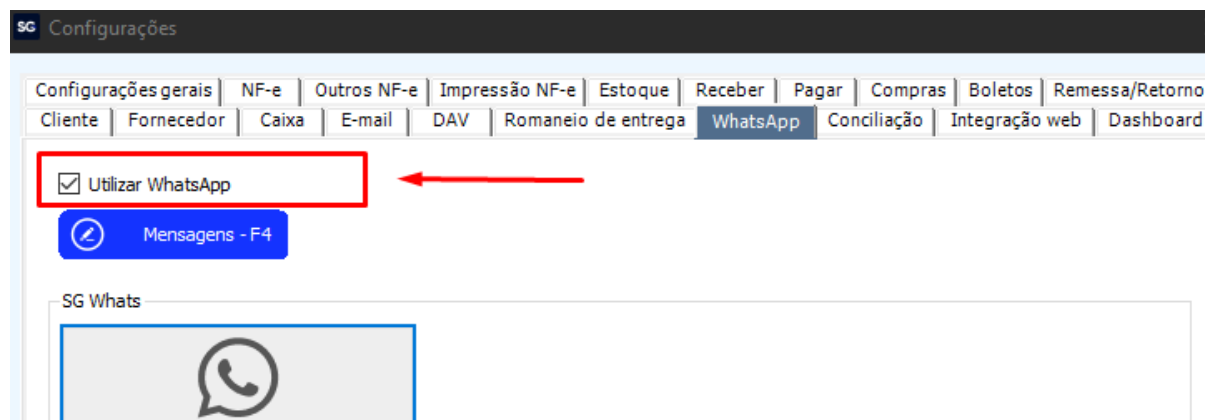 SG Configurações
Configurações gerais NF-e Outros NF-e Impressão NF-e Estoque Receber Pagar Compras Boletos Remessa/Retorno
Cliente Fornecedor Caixa E-mail DAV Romaneio de entrega WhatsApp Conciliação Integração web Dashboard
Utilizar WhatsApp
Mensagens - F4
SG Whats